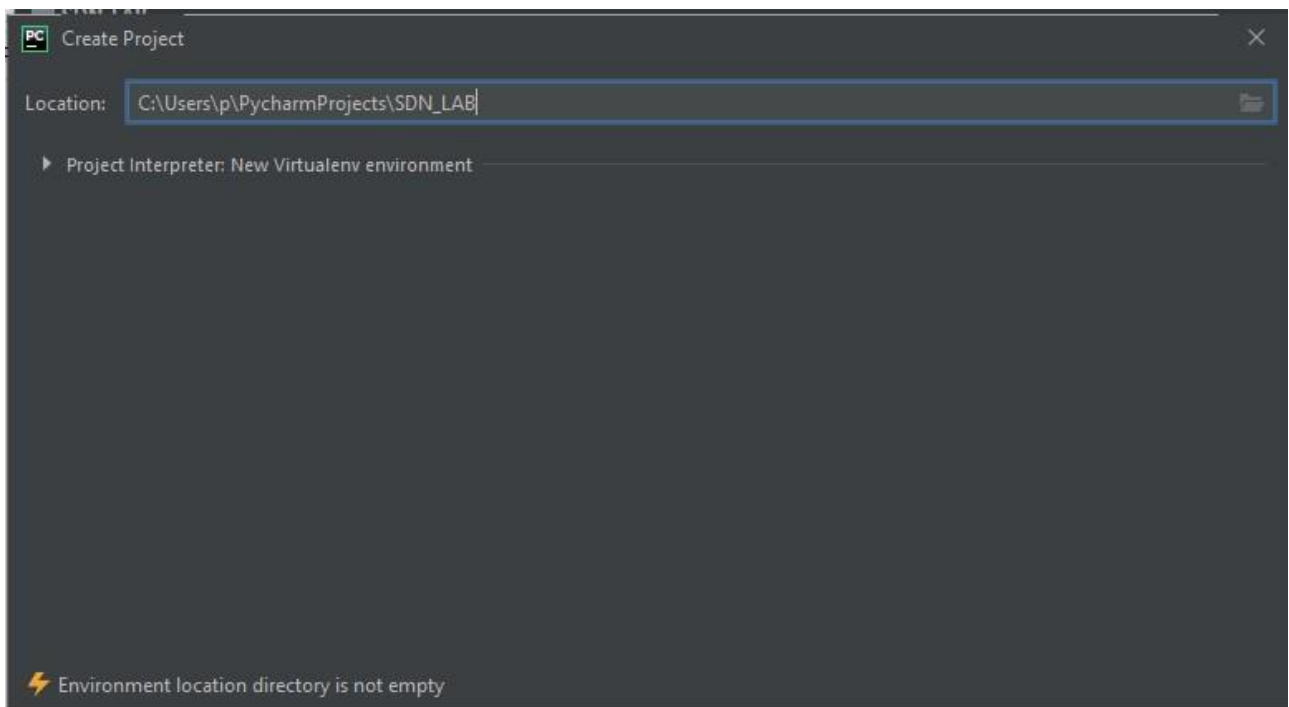 PC Create Project
Location: C:\Users\p\PycharmProjects\SDN_LAB
Project Interpreter: New Virtualenv environment
Environment location directory is not empty